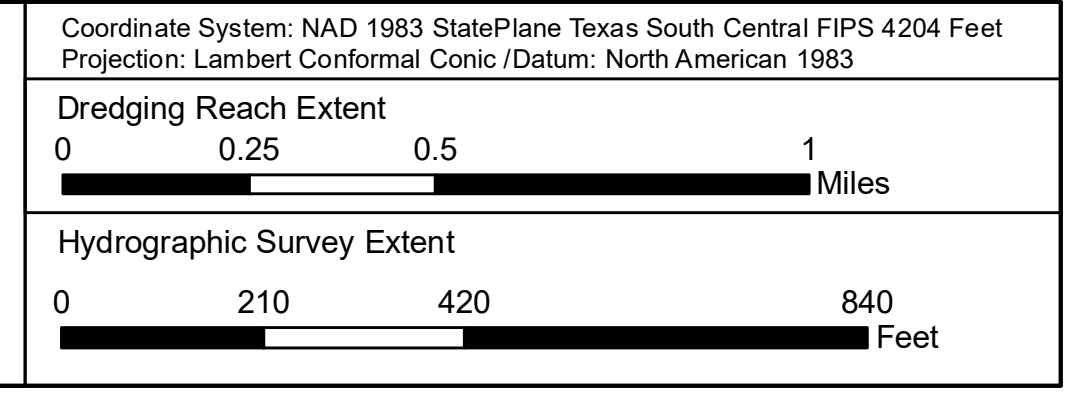 Coordinate System: NAD 1983 StatePlane Texas South Central FIPS 4204 Feet
Projection: Lambert Conformal Conic /Datum: North American 1983
Dredging Reach Extent
0 0.25 0.5 1
Miles
Hydrographic Survey Extent
0 210 420 840
Feet